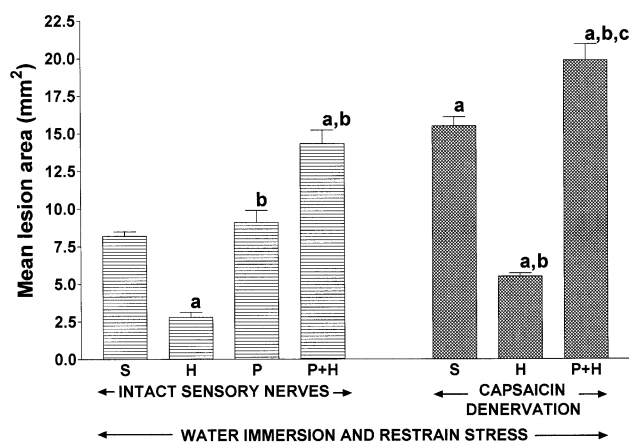 Mean lesion area (mm²)
22.5
20.0
17.5
15.0
12.5
10.0
7.5
5.0
2.5
0.0
a
b
a,b
a
a,b
a,b,c
S H P P+H S H P+H
INTACT SENSORY NERVES CAPSAICIN
DENERVATION
WATER IMMERSION AND RESTRAIN STRESS